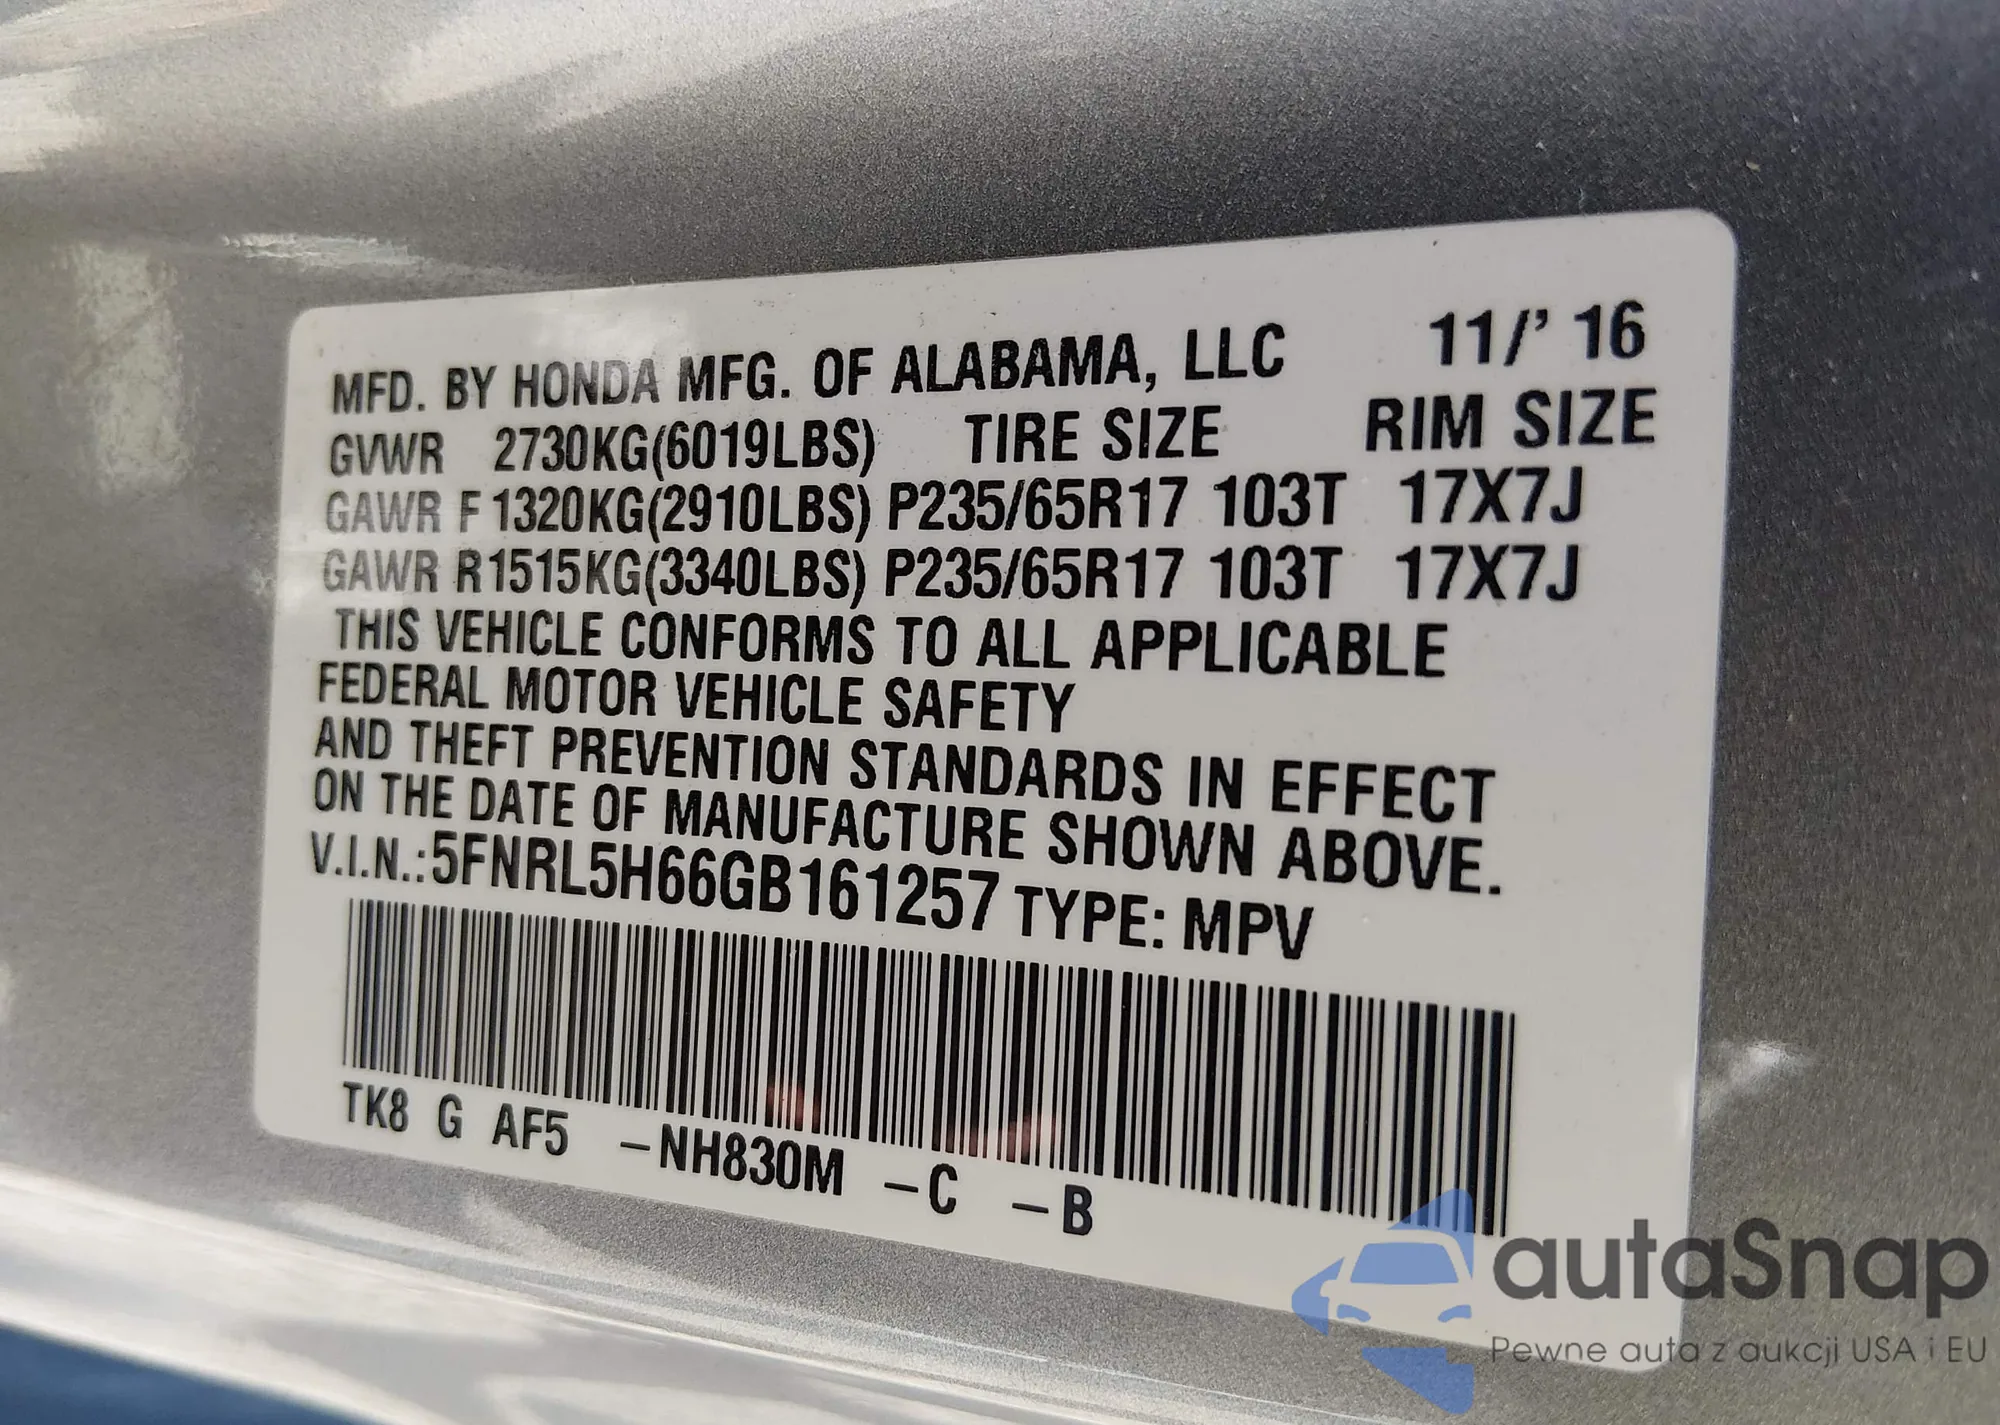 MFD. BY HONDA MFG. OF ALABAMA, LLC 11/' 16
GVWR 2730KG(6019LBS) TIRE SIZE RIM SIZE
GAWR F 1320KG(2910LBS) P235/65R17 103T 17X7J
GAWR R1515KG(3340LBS) P235/65R17 103T 17X7J
THIS VEHICLE CONFORMS TO ALL APPLICABLE
FEDERAL MOTOR VEHICLE SAFETY
AND THEFT PREVENTION STANDARDS IN EFFECT
ON THE DATE OF MANUFACTURE SHOWN ABOVE.
V.I.N.:5FNRL5H66GB161257 TYPE: MPV
TK8 G AF5 -NH830M -C -B
autaSnap
Pewne auta z aukcji USA i EU